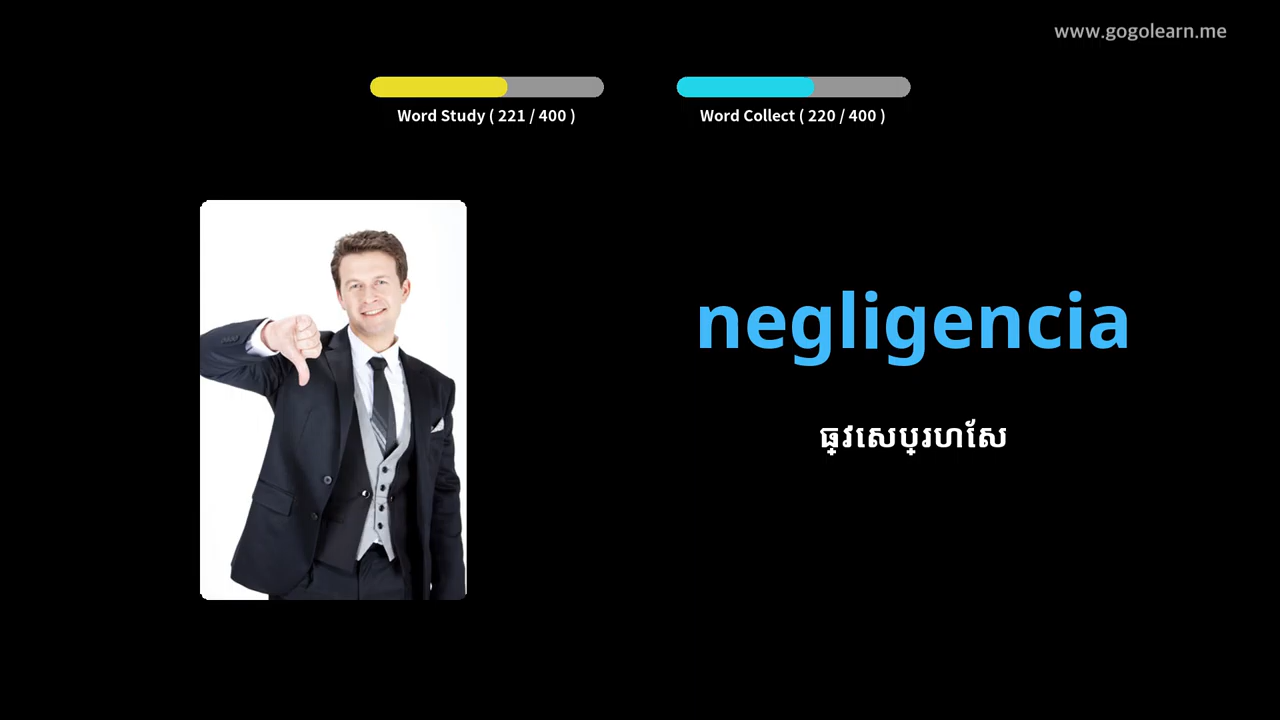 www.gogolearn.me
Word Study ( 221 / 400 )
Word Collect ( 220 / 400 )
negligencia
ធ្វេសប្រហែស